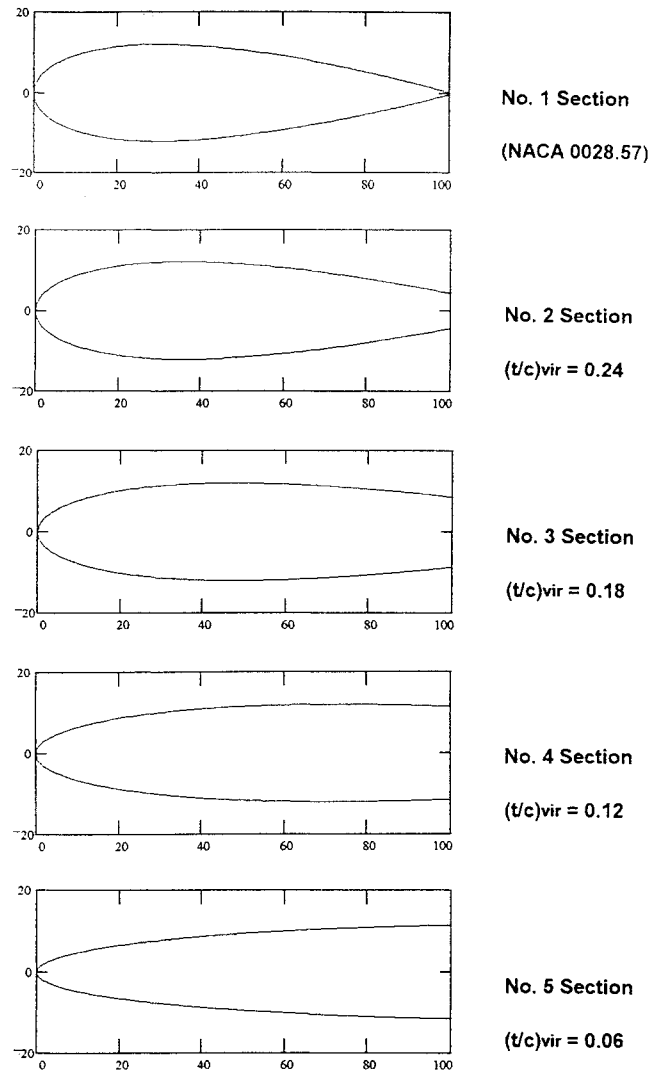 20
0
-20
0 20 40 60 80 100
No. 1 Section
(NACA 0028.57)
20
0
-20
0 20 40 60 80 100
No. 2 Section
(t/c)vir = 0.24
20
0
-20
0 20 40 60 80 100
No. 3 Section
(t/c)vir = 0.18
20
0
-20
0 20 40 60 80 100
No. 4 Section
(t/c)vir = 0.12
20
0
-20
0 20 40 60 80 100
No. 5 Section
(t/c)vir = 0.06